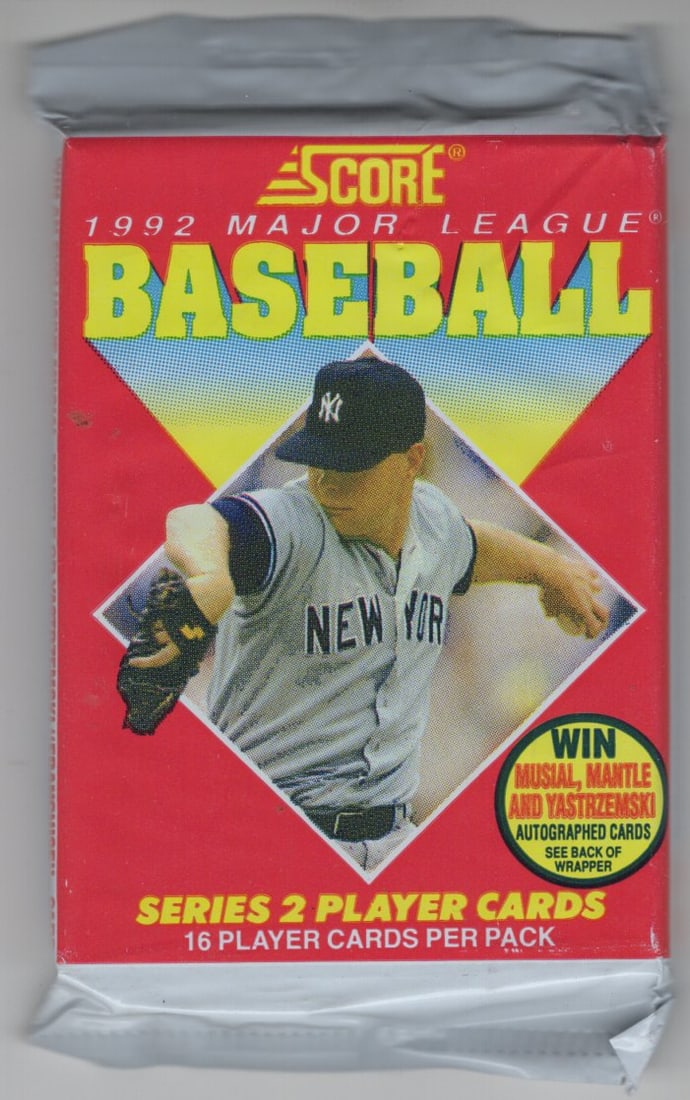 SCORE®
1992 MAJOR LEAGUE®
BASEBALL
NY
NEW YOR
WIN
MUSIAL, MANTLE
AND YASTRZEMSKI
AUTOGRAPHED CARDS
SEE BACK OF
WRAPPER
SERIES 2 PLAYER CARDS
16 PLAYER CARDS PER PACK